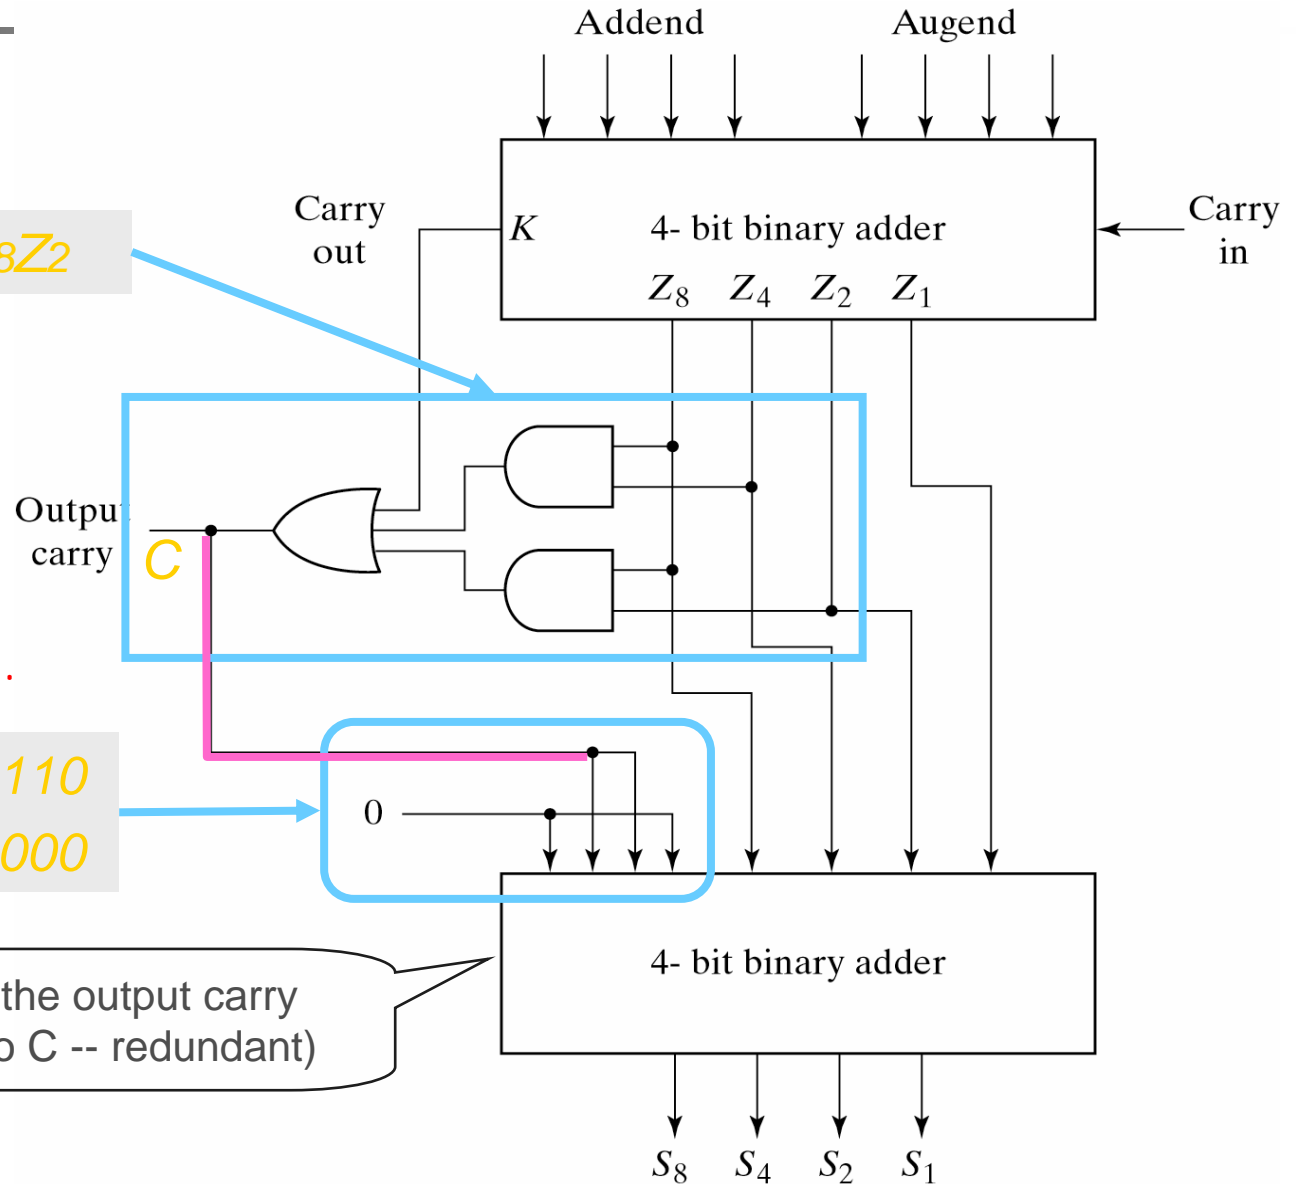 Addend Augend
Carry out
K 4- bit binary adder
Carry in
Z8 Z4 Z2 Z1
8Z2
Output carry
C
.
110
000
0
4- bit binary adder
the output carry
o C -- redundant)
S8 S4 S2 S1